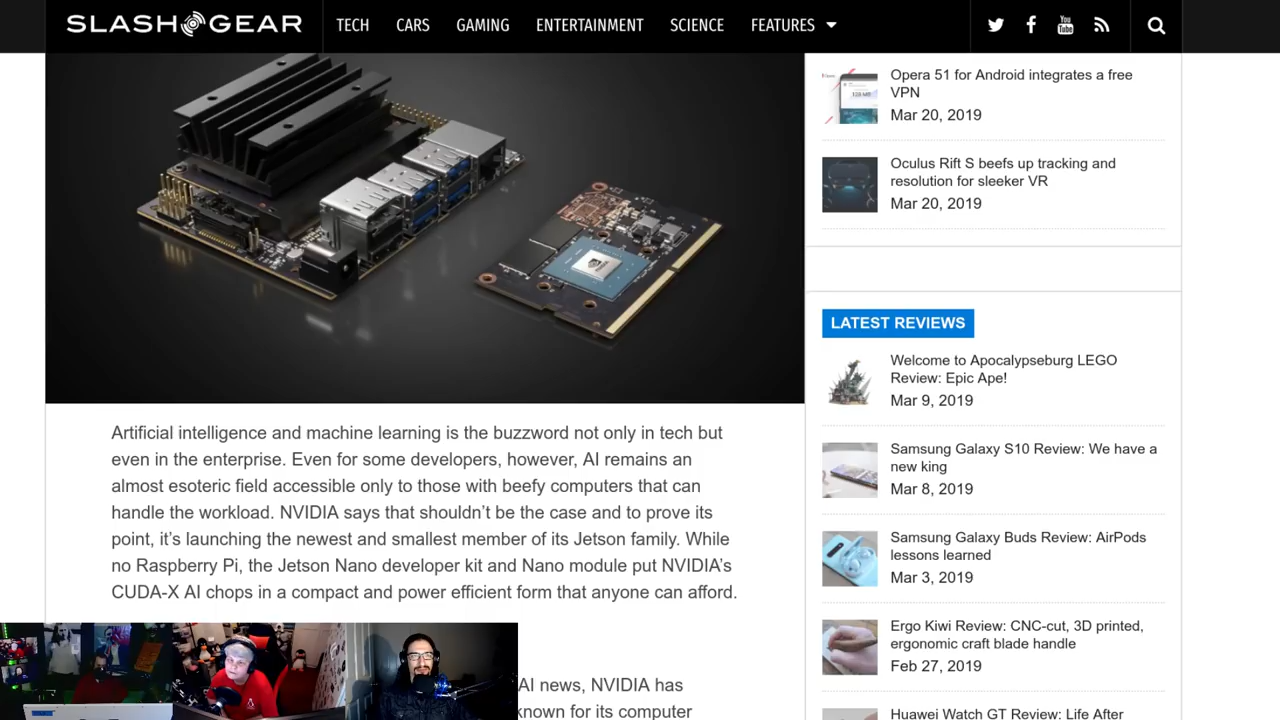 SLASH GEAR
TECH
CARS
GAMING
ENTERTAINMENT
SCIENCE
FEATURES
Opera 51 for Android integrates a free
VPN
Mar 20, 2019
Oculus Rift S beefs up tracking and
resolution for sleeker VR
Mar 20, 2019
LATEST REVIEWS
Welcome to Apocalypseburg LEGO
Review: Epic Ape!
Mar 9, 2019
Samsung Galaxy S10 Review: We have a
new king
Mar 8, 2019
Samsung Galaxy Buds Review: AirPods
lessons learned
Mar 3, 2019
Ergo Kiwi Review: CNC-cut, 3D printed,
ergonomic craft blade handle
Feb 27, 2019
Huawei Watch GT Review: Life After
Artificial intelligence and machine learning is the buzzword not only in tech but
even in the enterprise. Even for some developers, however, AI remains an
almost esoteric field accessible only to those with beefy computers that can
handle the workload. NVIDIA says that shouldn't be the case and to prove its
point, it's launching the newest and smallest member of its Jetson family. While
no Raspberry Pi, the Jetson Nano developer kit and Nano module put NVIDIA's
CUDA-X AI chops in a compact and power efficient form that anyone can afford.
AI news, NVIDIA has
known for its computer